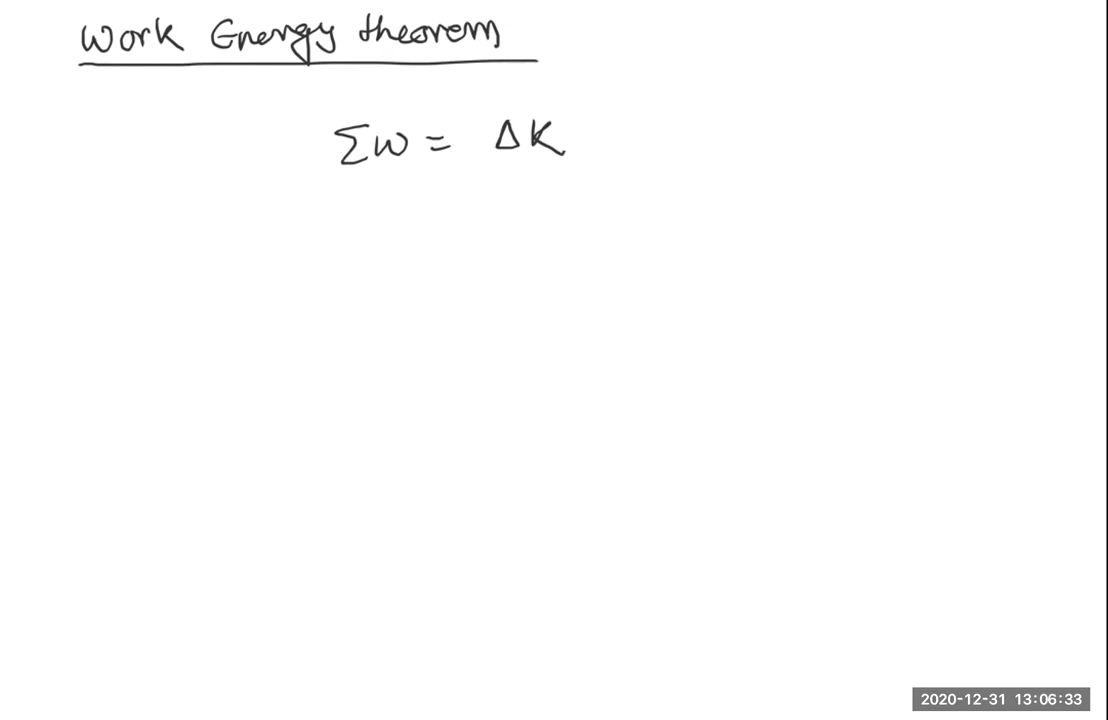 Work Energy theorem
ΣW = ΔK
2020-12-31 13:06:33